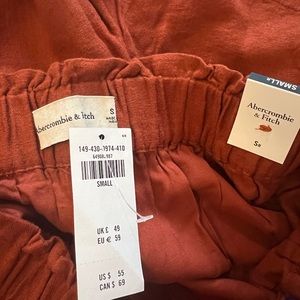 SMALL
Abercrombie
& Fitch
S
Abercrombie & Fitch
S
149-430-1974-410
SMALL
UK £ 49
EU € 59
US $ 55
CAN $ 69